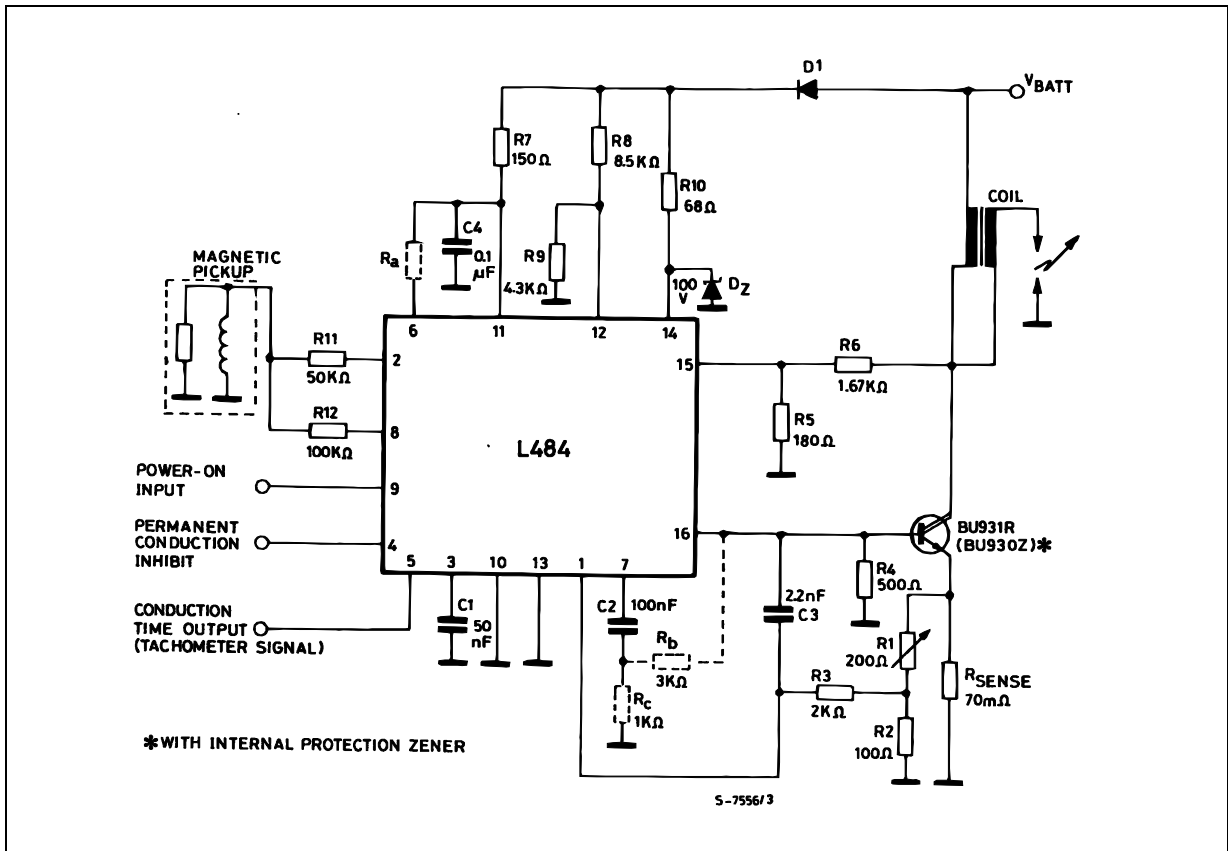 D1
VBATT
R7
150Ω
R8
8.5KΩ
R10
68Ω
COIL
C4
0.1
µF
Ra
R9
4.3KΩ
100
V
DZ
MAGNETIC
PICKUP
6
11
12
14
R11
50KΩ
2
15
R6
1.67KΩ
R12
100KΩ
8
R5
180Ω
L484
POWER-ON
INPUT
9
PERMANENT
CONDUCTION
INHIBIT
4
16
BU931R
(BU930Z)*
5
3
10
13
1
7
R4
500Ω
CONDUCTION
TIME OUTPUT
(TACHOMETER SIGNAL)
C1
50
nF
C2
100nF
2.2nF
C3
Rb
3KΩ
R1
200Ω
Rc
1KΩ
R3
2KΩ
RSENSE
70mΩ
R2
100Ω
*WITH INTERNAL PROTECTION ZENER
S-7556/3